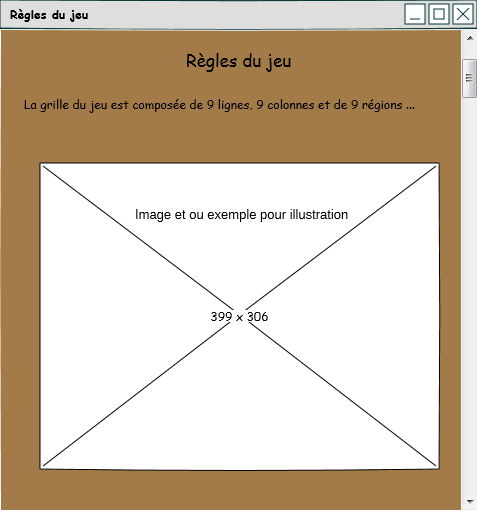 Règles du jeu
Règles du jeu
La grille du jeu est composée de 9 lignes, 9 colonnes et de 9 régions ...
Image et ou exemple pour illustration
399 x 306